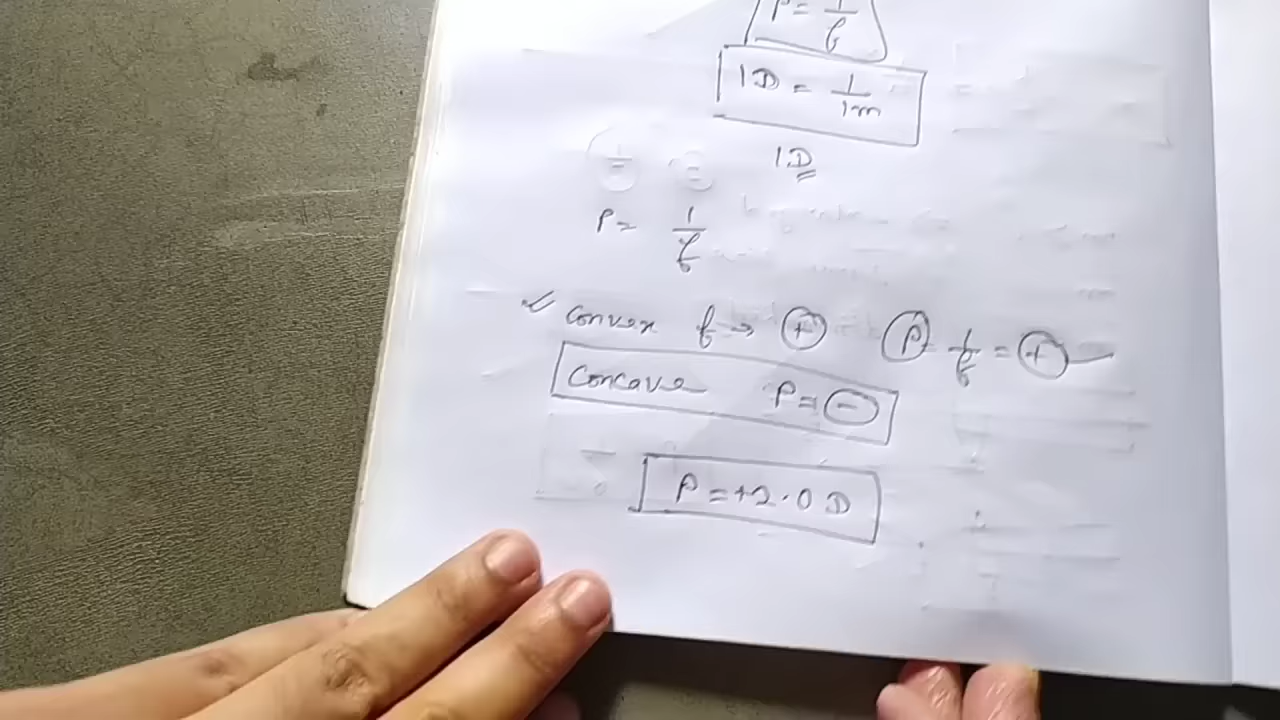 P = 1/f
1D = 1/1m
1D
P = 1/f
✓ Convex f → + P = 1/f = +
Concave P = -
P = +2.0 D